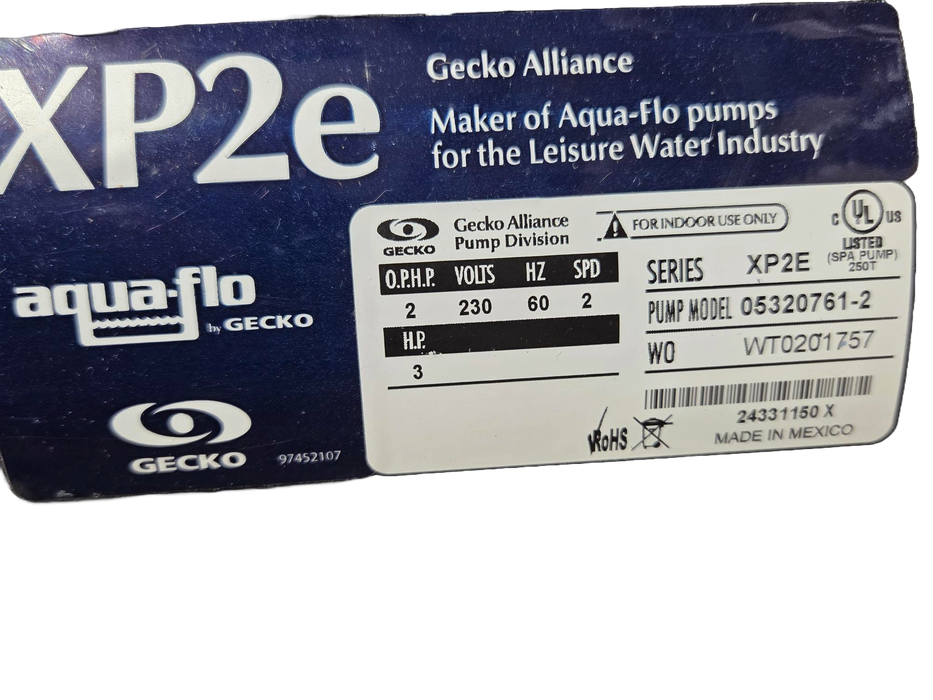 XP2e
Gecko Alliance
Maker of Aqua-Flo pumps
for the Leisure Water Industry
aqua-flo
by GECKO
GECKO
97452107
GECKO
Gecko Alliance
Pump Division
FOR INDOOR USE ONLY
C UL US
LISTED
(SPA PUMP)
250T
O.P.H.P. VOLTS HZ SPD
2 230 60 2
H.P.
3
SERIES XP2E
PUMP MODEL 05320761-2
WO WT0201757
24331150 X
RoHS
MADE IN MEXICO